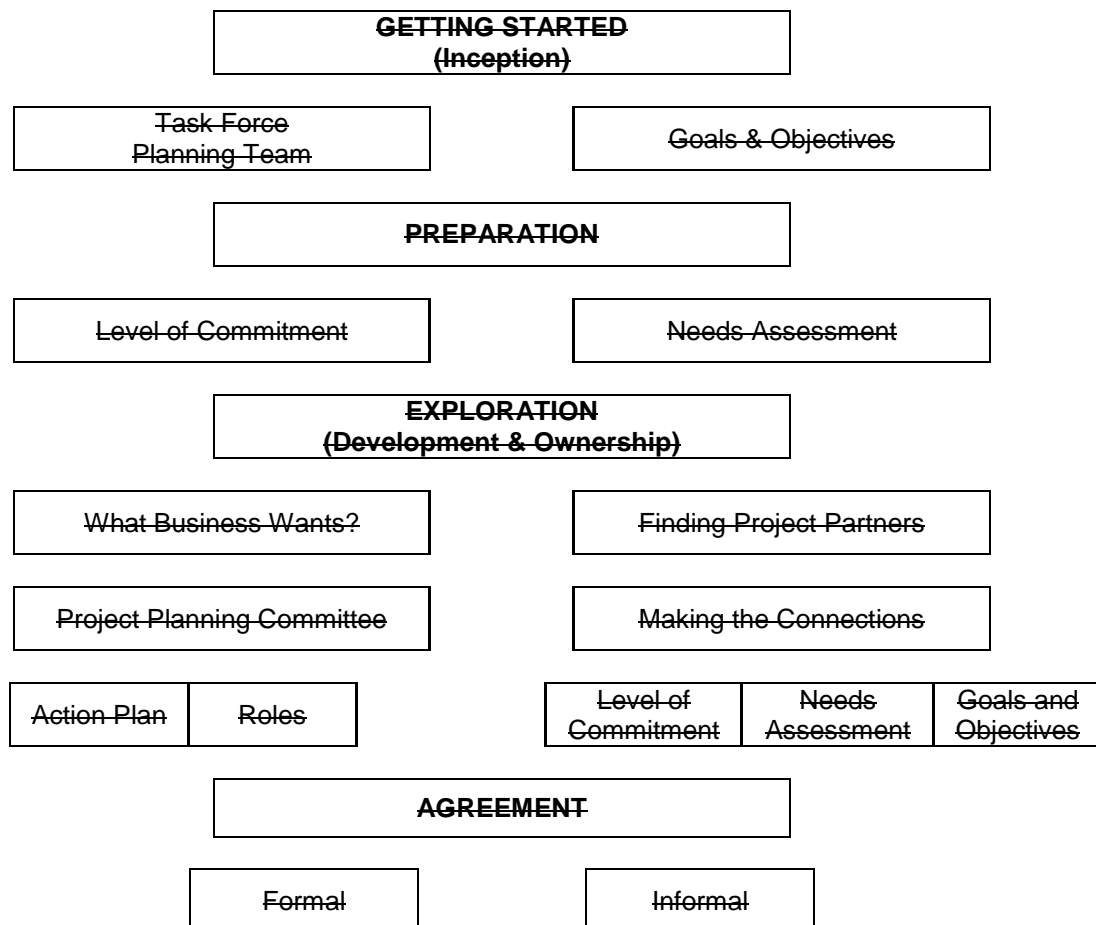 GETTING STARTED
(Inception)
Task Force
Planning Team
Goals & Objectives
PREPARATION
Level of Commitment
Needs Assessment
EXPLORATION
(Development & Ownership)
What Business Wants?
Finding Project Partners
Project Planning Committee
Making the Connections
Action Plan
Roles
Level of
Commitment
Needs
Assessment
Goals and
Objectives
AGREEMENT
Formal
Informal